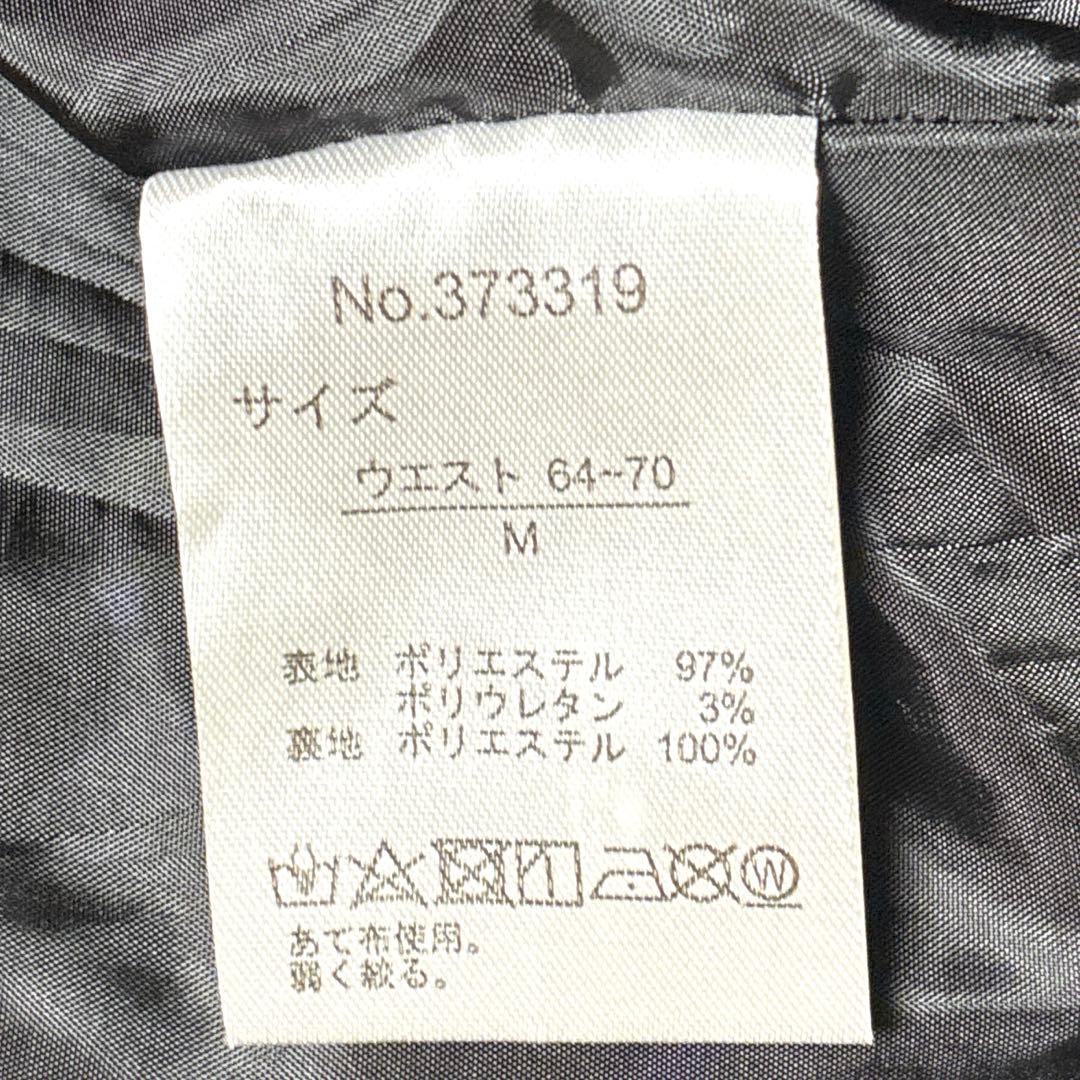 No.373319
サイズ
ウエスト 64~70
M
表地 ポリエステル 97%
ポリウレタン 3%
裏地 ポリエステル 100%
W
あて布使用。
弱く絞る。